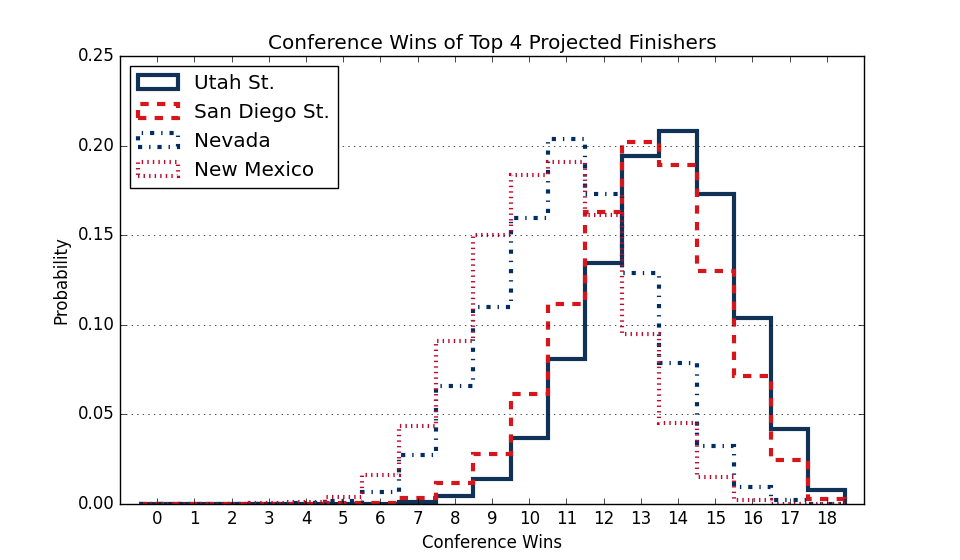 Conference Wins of Top 4 Projected Finishers
0.25
0.20
0.15
0.10
0.05
0.00
Probability
Utah St.
San Diego St.
Nevada
New Mexico
0 1 2 3 4 5 6 7 8 9 10 11 12 13 14 15 16 17 18
Conference Wins